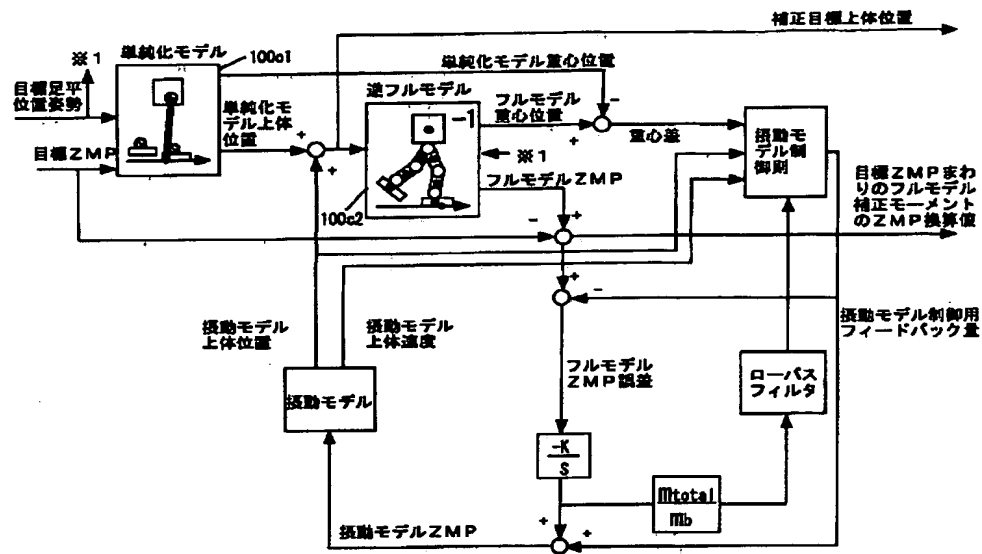 補正目標上体位置
※1
単純化モデル
100c1
単純化モデル重心位置
目標足平
位置姿勢
逆フルモデル
フルモデル
重心位置
単純化モ
デル上体
位置
-1
-
+
重心差
摂動モ
デル制
御則
目標ZMP
+
+
※1
フルモデルZMP
目標ZMPまわ
りのフルモデル
補正モーメント
のZMP換算値
100c2
-
+
+
-
摂動モデル
上体位置
摂動モデル
上体速度
摂動モデル制御用
フィードバック量
フルモデル
ZMP誤差
ローパス
フィルタ
摂動モデル
-K
S
mtotal
mb
摂動モデルZMP
+
+